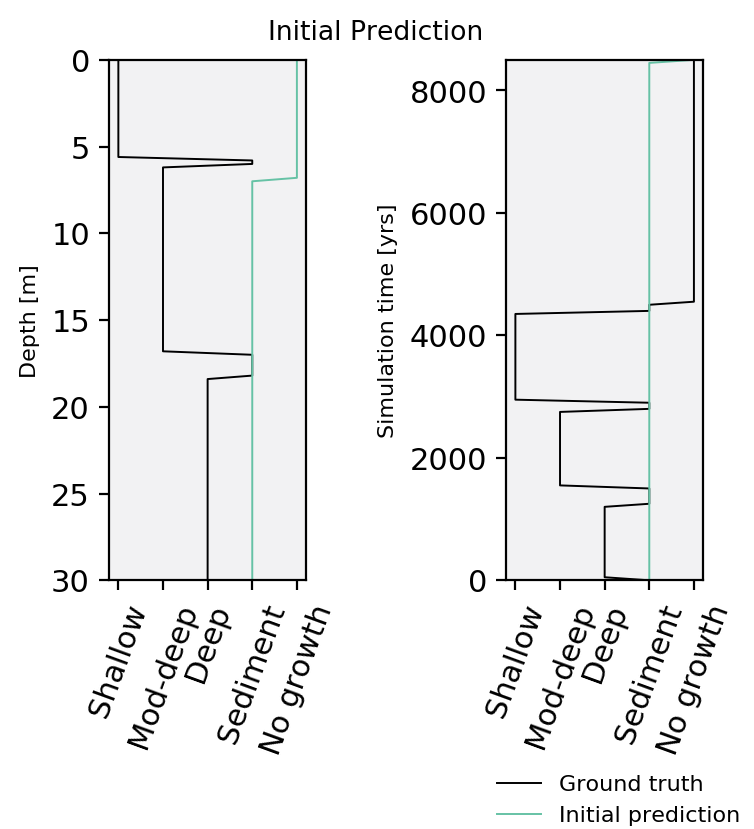 Initial Prediction
0
5
10
15
20
25
30
Depth [m]
Shallow
Mod-deep
Deep
Sediment
No growth
8000
6000
4000
2000
0
Simulation time [yrs]
Shallow
Mod-deep
Deep
Sediment
No growth
Ground truth
Initial prediction